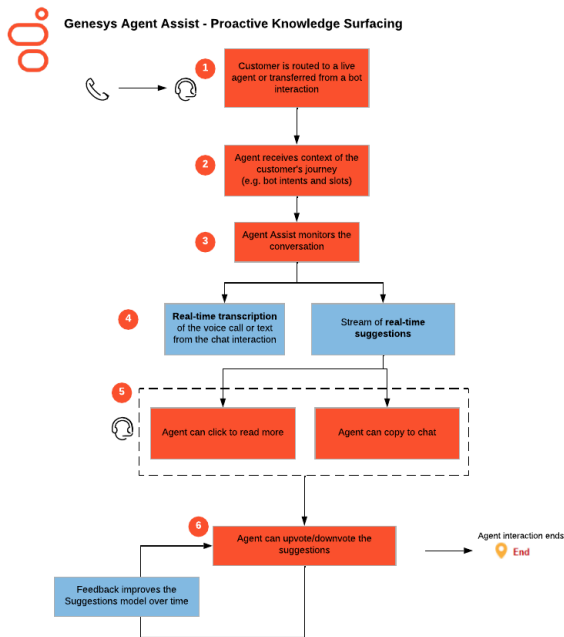 Genesys Agent Assist - Proactive Knowledge Surfacing
1
Customer is routed to a live
agent or transferred from a bot
interaction
2
Agent receives context of the
customer's journey
(e.g. bot intents and slots)
3
Agent Assist monitors the
conversation
4
Real-time transcription
of the voice call or text
from the chat interaction
Stream of real-time
suggestions
5
Agent can click to read more
Agent can copy to chat
6
Agent can upvote/downvote the
suggestions
Agent interaction ends
End
Feedback improves the
Suggestions model over time